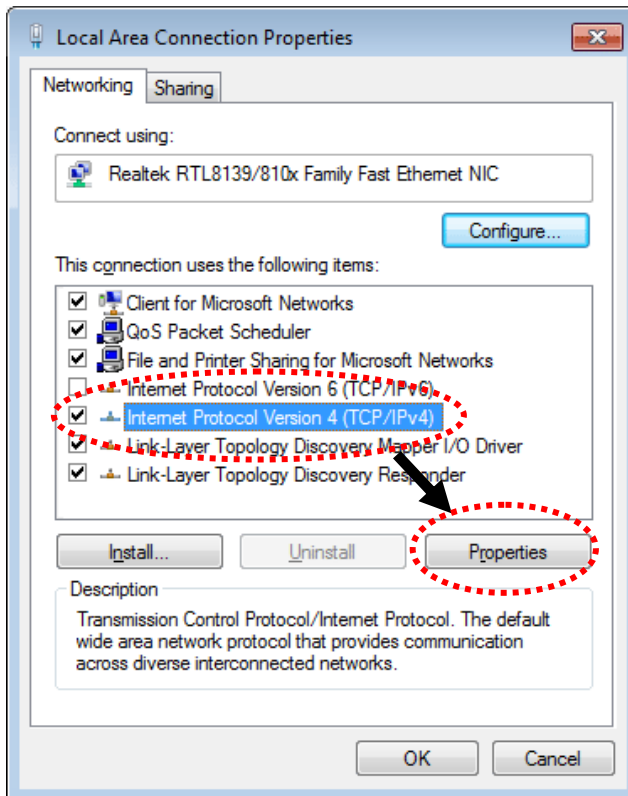 Local Area Connection Properties
Networking Sharing
Connect using:
Realtek RTL8139/810x Family Fast Ethernet NIC
Configure...
This connection uses the following items:
Client for Microsoft Networks
QoS Packet Scheduler
File and Printer Sharing for Microsoft Networks
Internet Protocol Version 6 (TCP/IPv6)
Internet Protocol Version 4 (TCP/IPv4)
Link-Layer Topology Discovery Mapper I/O Driver
Link-Layer Topology Discovery Responder
Install... Uninstall Properties
Description
Transmission Control Protocol/Internet Protocol. The default
wide area network protocol that provides communication
across diverse interconnected networks.
OK Cancel